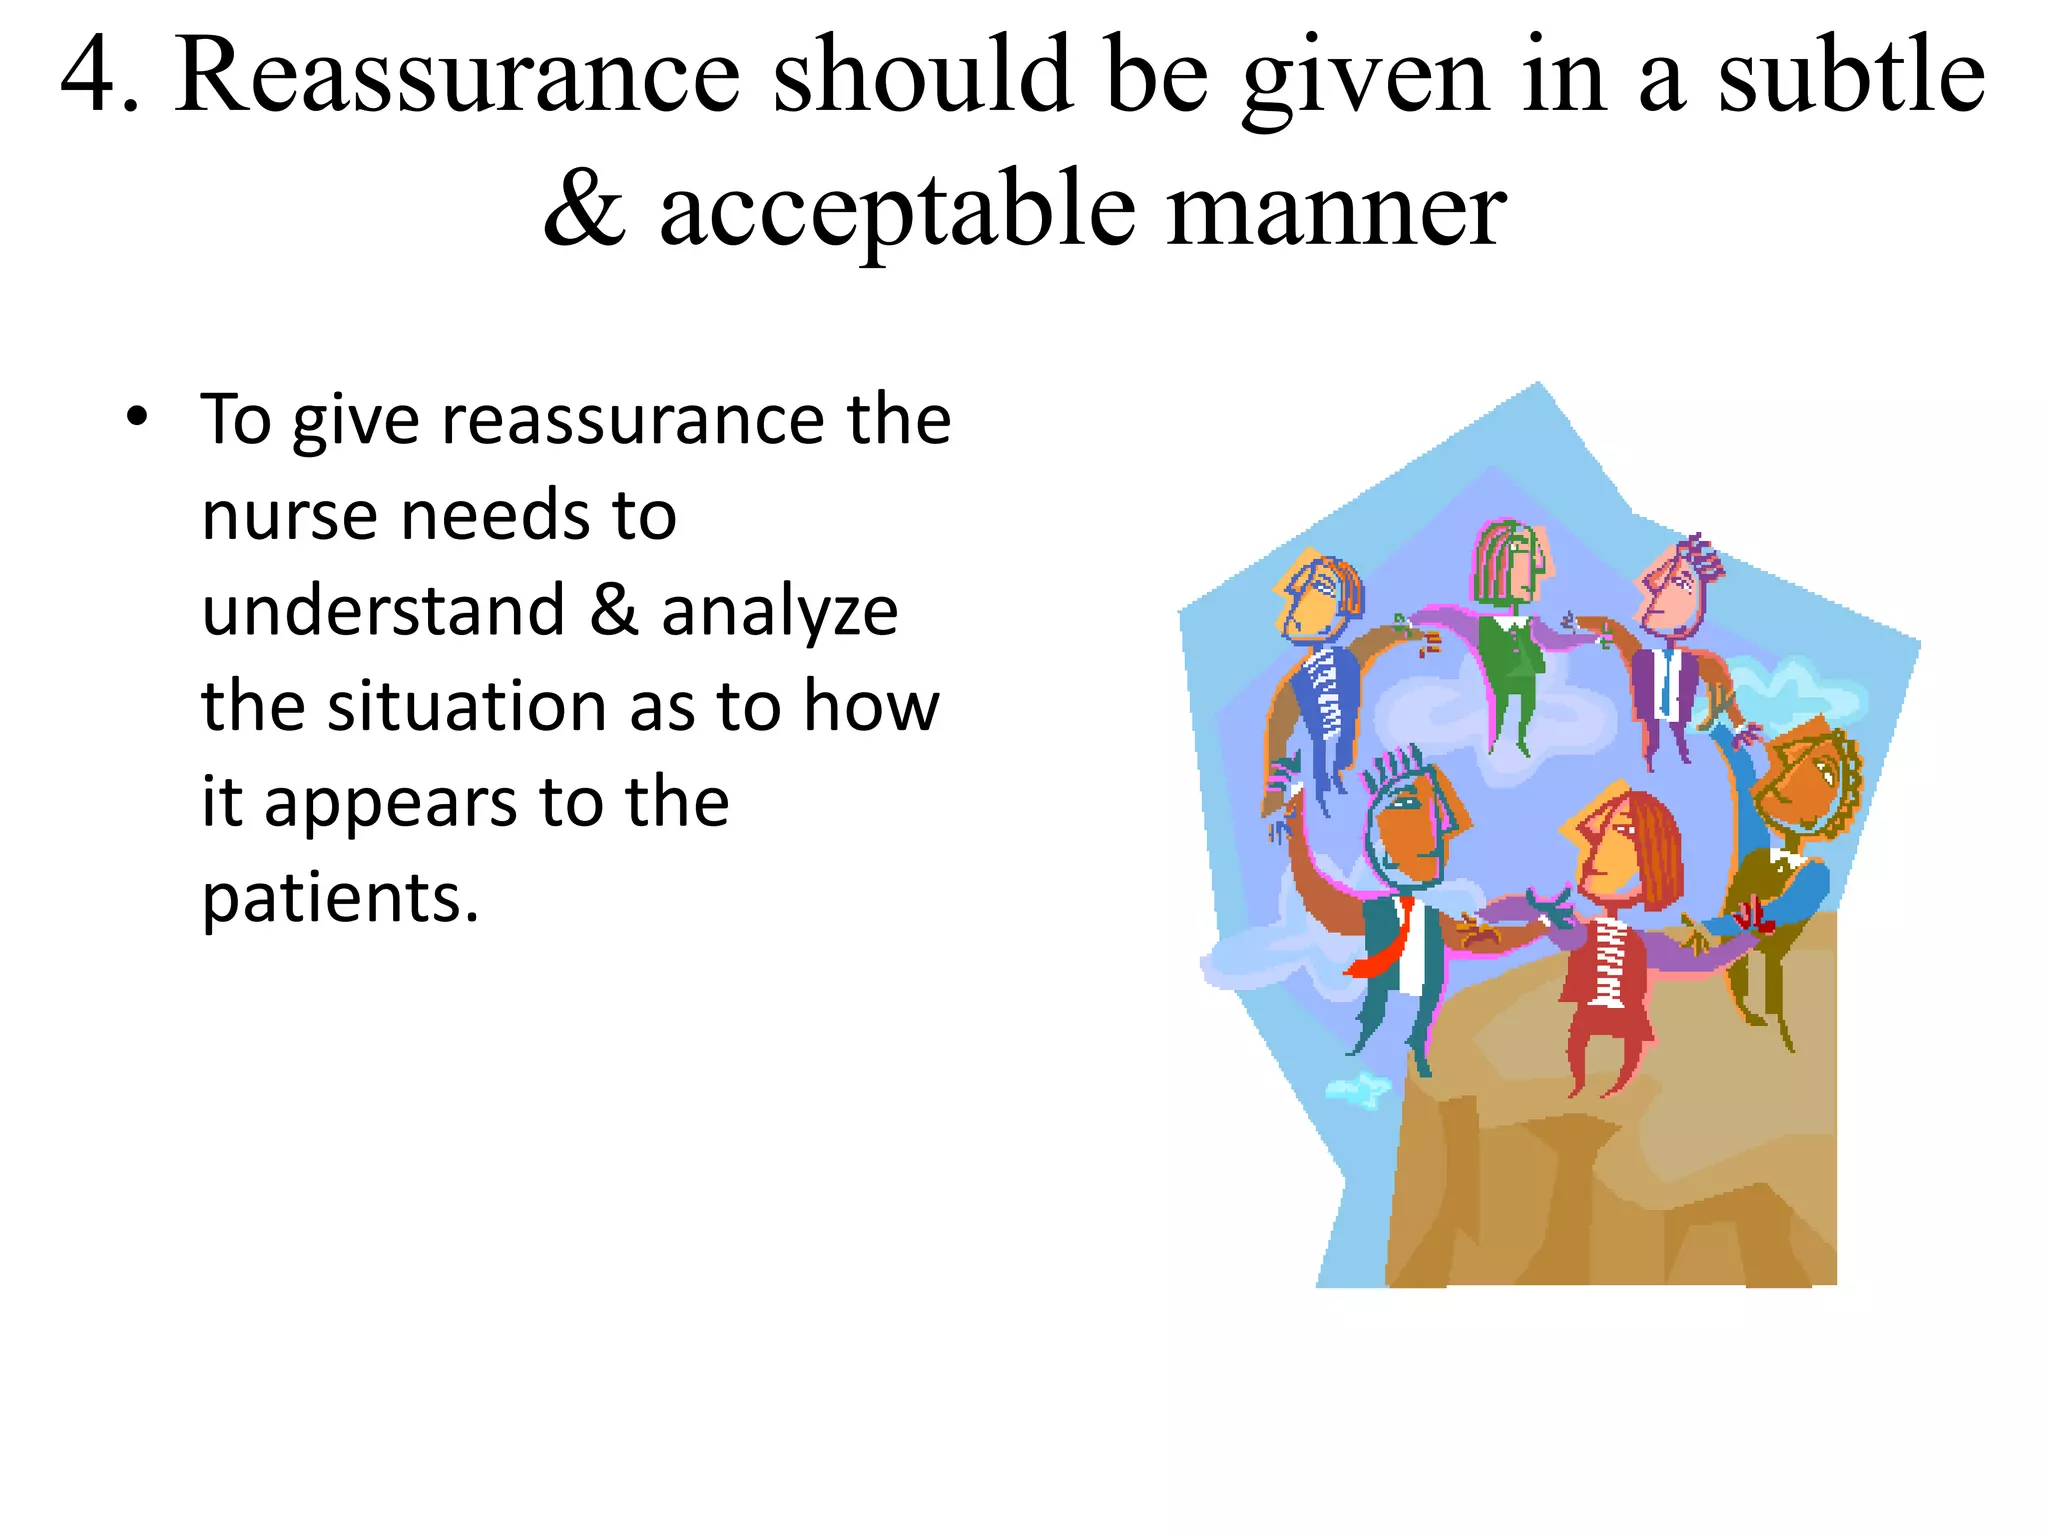 4. Reassurance should be given in a subtle
& acceptable manner
• To give reassurance the
nurse needs to
understand & analyze
the situation as to how
it appears to the
patients.